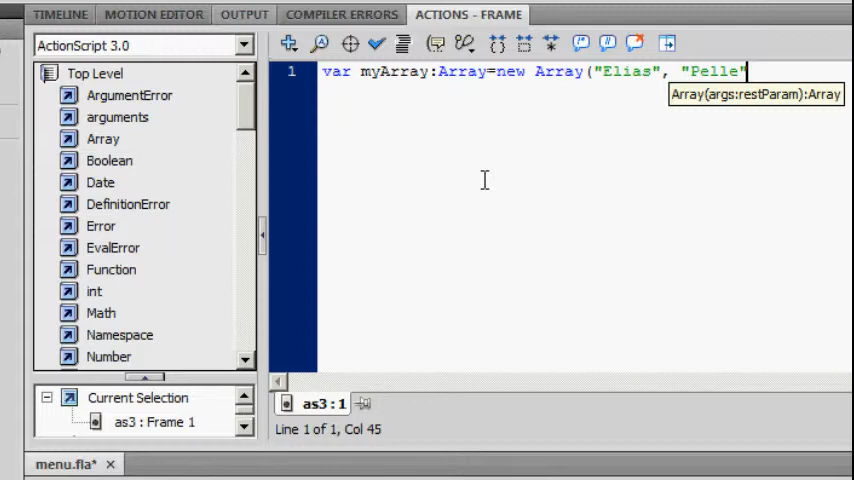 TIMELINE MOTION EDITOR OUTPUT COMPILER ERRORS ACTIONS - FRAME
ActionScript 3.0
Top Level
ArgumentError
arguments
Array
Boolean
Date
DefinitionError
Error
EvalError
Function
int
Math
Namespace
Number
1 var myArray:Array=new Array("Elias", "Pelle"
Array(args:restParam):Array
Current Selection
as3 : Frame 1
as3 : 1
Line 1 of 1, Col 45
menu.fla* ×